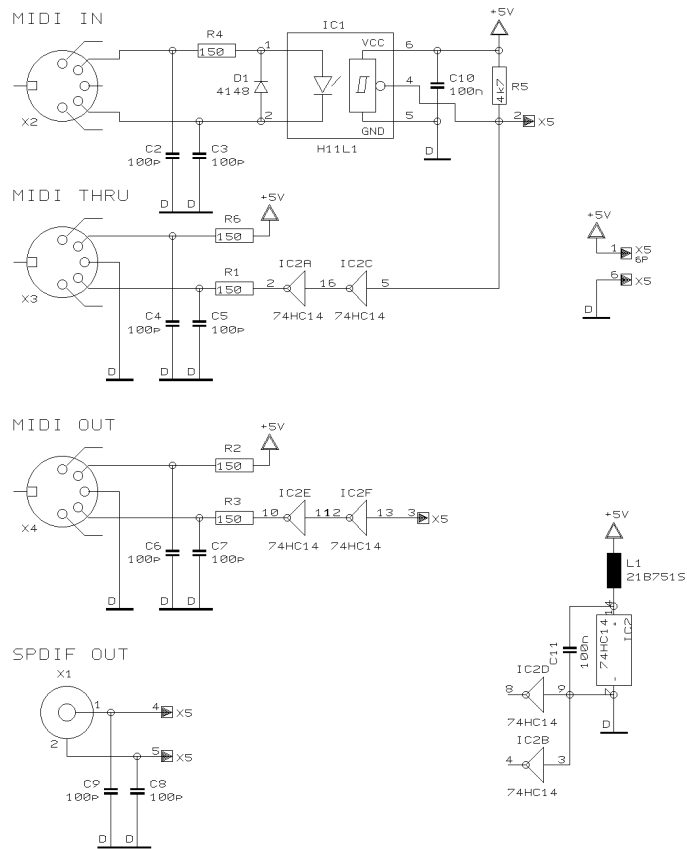 MIDI IN
R4
150
1
IC1
VCC
6
+5V
D1
4148
4
C10
100n
R5
4k7
2
GND
5
2
X5
X2
H11L1
D
C2
100p
C3
100p
D
D
MIDI THRU
+5V
R6
150
+5V
R1
150
2
IC2A
16
IC2C
5
1
X5
6P
6
X5
X3
74HC14
74HC14
C4
100p
C5
100p
D
D
D
D
MIDI OUT
+5V
R2
150
R3
150
10
IC2E
11
12
IC2F
13
3
X5
X4
74HC14
74HC14
C6
100p
C7
100p
D
D
D
+5V
L1
21B751S
14
74HC14
IC2
7
C11
100n
SPDIF OUT
X1
1
4
X5
2
5
X5
C9
100p
C8
100p
D
D
IC2D
8
9
74HC14
D
IC2B
4
3
74HC14